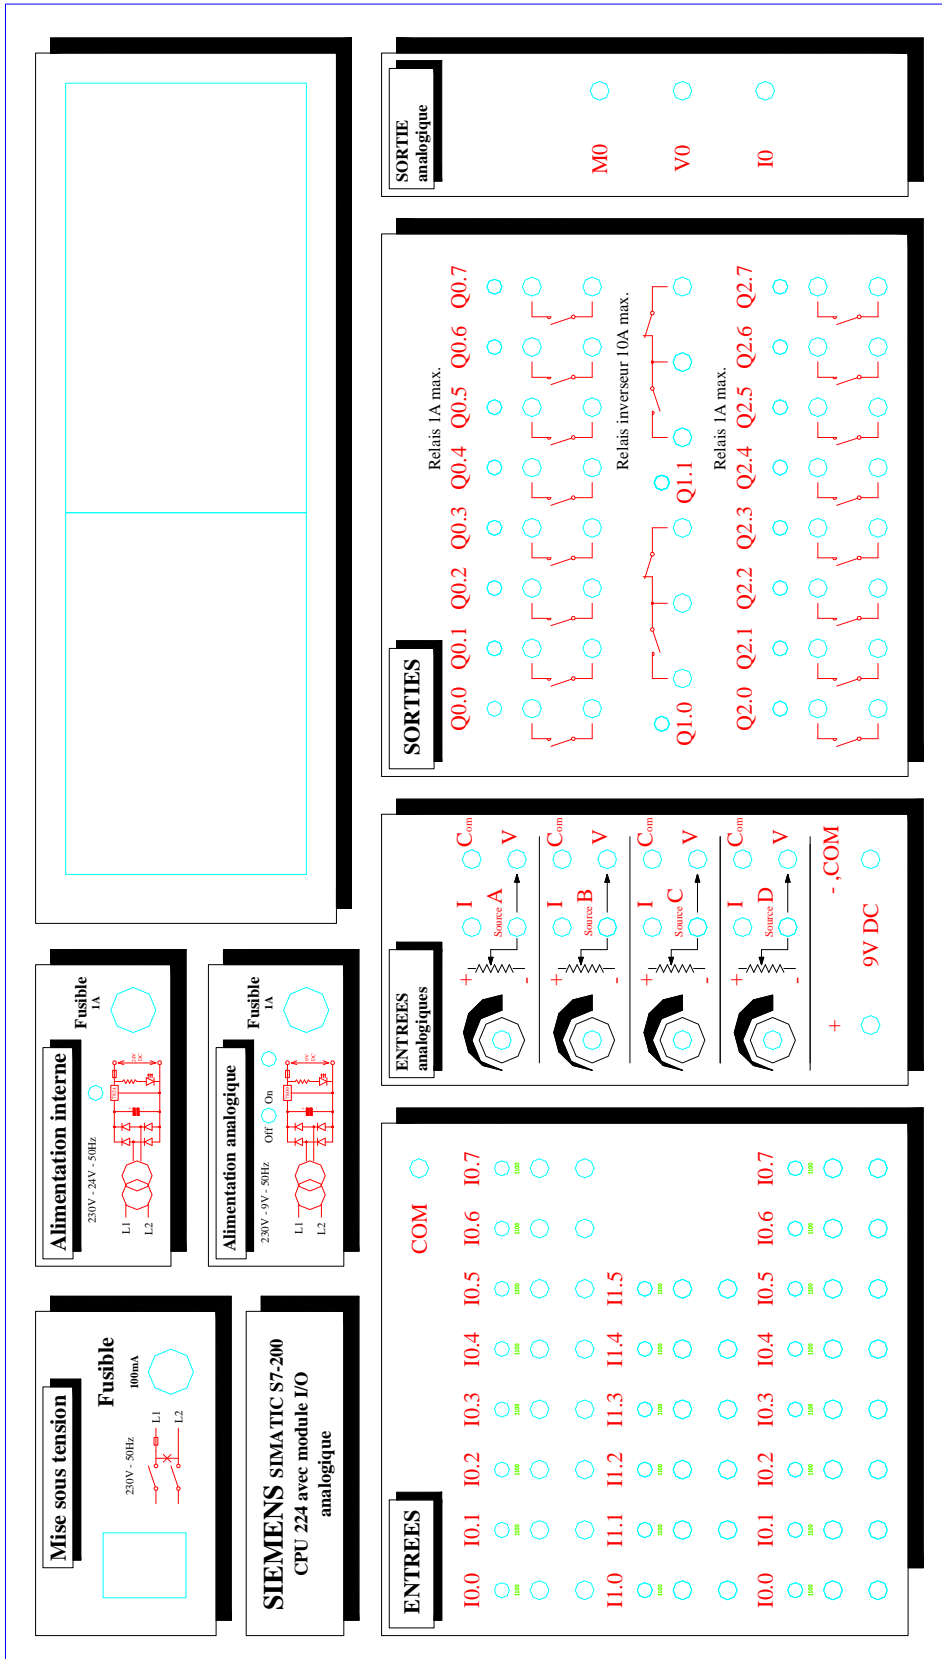 Mise sous tension
Fusible
100mA
230V - 50Hz
L1
L2
SIEMENS SIMATIC S7-200
CPU 224 avec module I/O
analogique
Alimentation interne
Fusible
1A
230V - 24V - 50Hz
L1
L2
Alimentation analogique
Fusible
1A
230V - 9V - 50Hz
Off On
L1
L2
ENTREES
COM
I0.0 I0.1 I0.2 I0.3 I0.4 I0.5 I0.6 I0.7
I1.0 I1.1 I1.2 I1.3 I1.4 I1.5
I0.0 I0.1 I0.2 I0.3 I0.4 I0.5 I0.6 I0.7
ENTREES
analogiques
I Com
+ Source A
- V
I Com
+ Source B
- V
I Com
+ Source C
- V
I Com
+ Source D
- V
+ - ,COM
9V DC
SORTIES
Relais 1A max.
Q0.0 Q0.1 Q0.2 Q0.3 Q0.4 Q0.5 Q0.6 Q0.7
Relais inverseur 10A max.
Q1.0 Q1.1
Relais 1A max.
Q2.0 Q2.1 Q2.2 Q2.3 Q2.4 Q2.5 Q2.6 Q2.7
SORTIE
analogique
M0
V0
I0